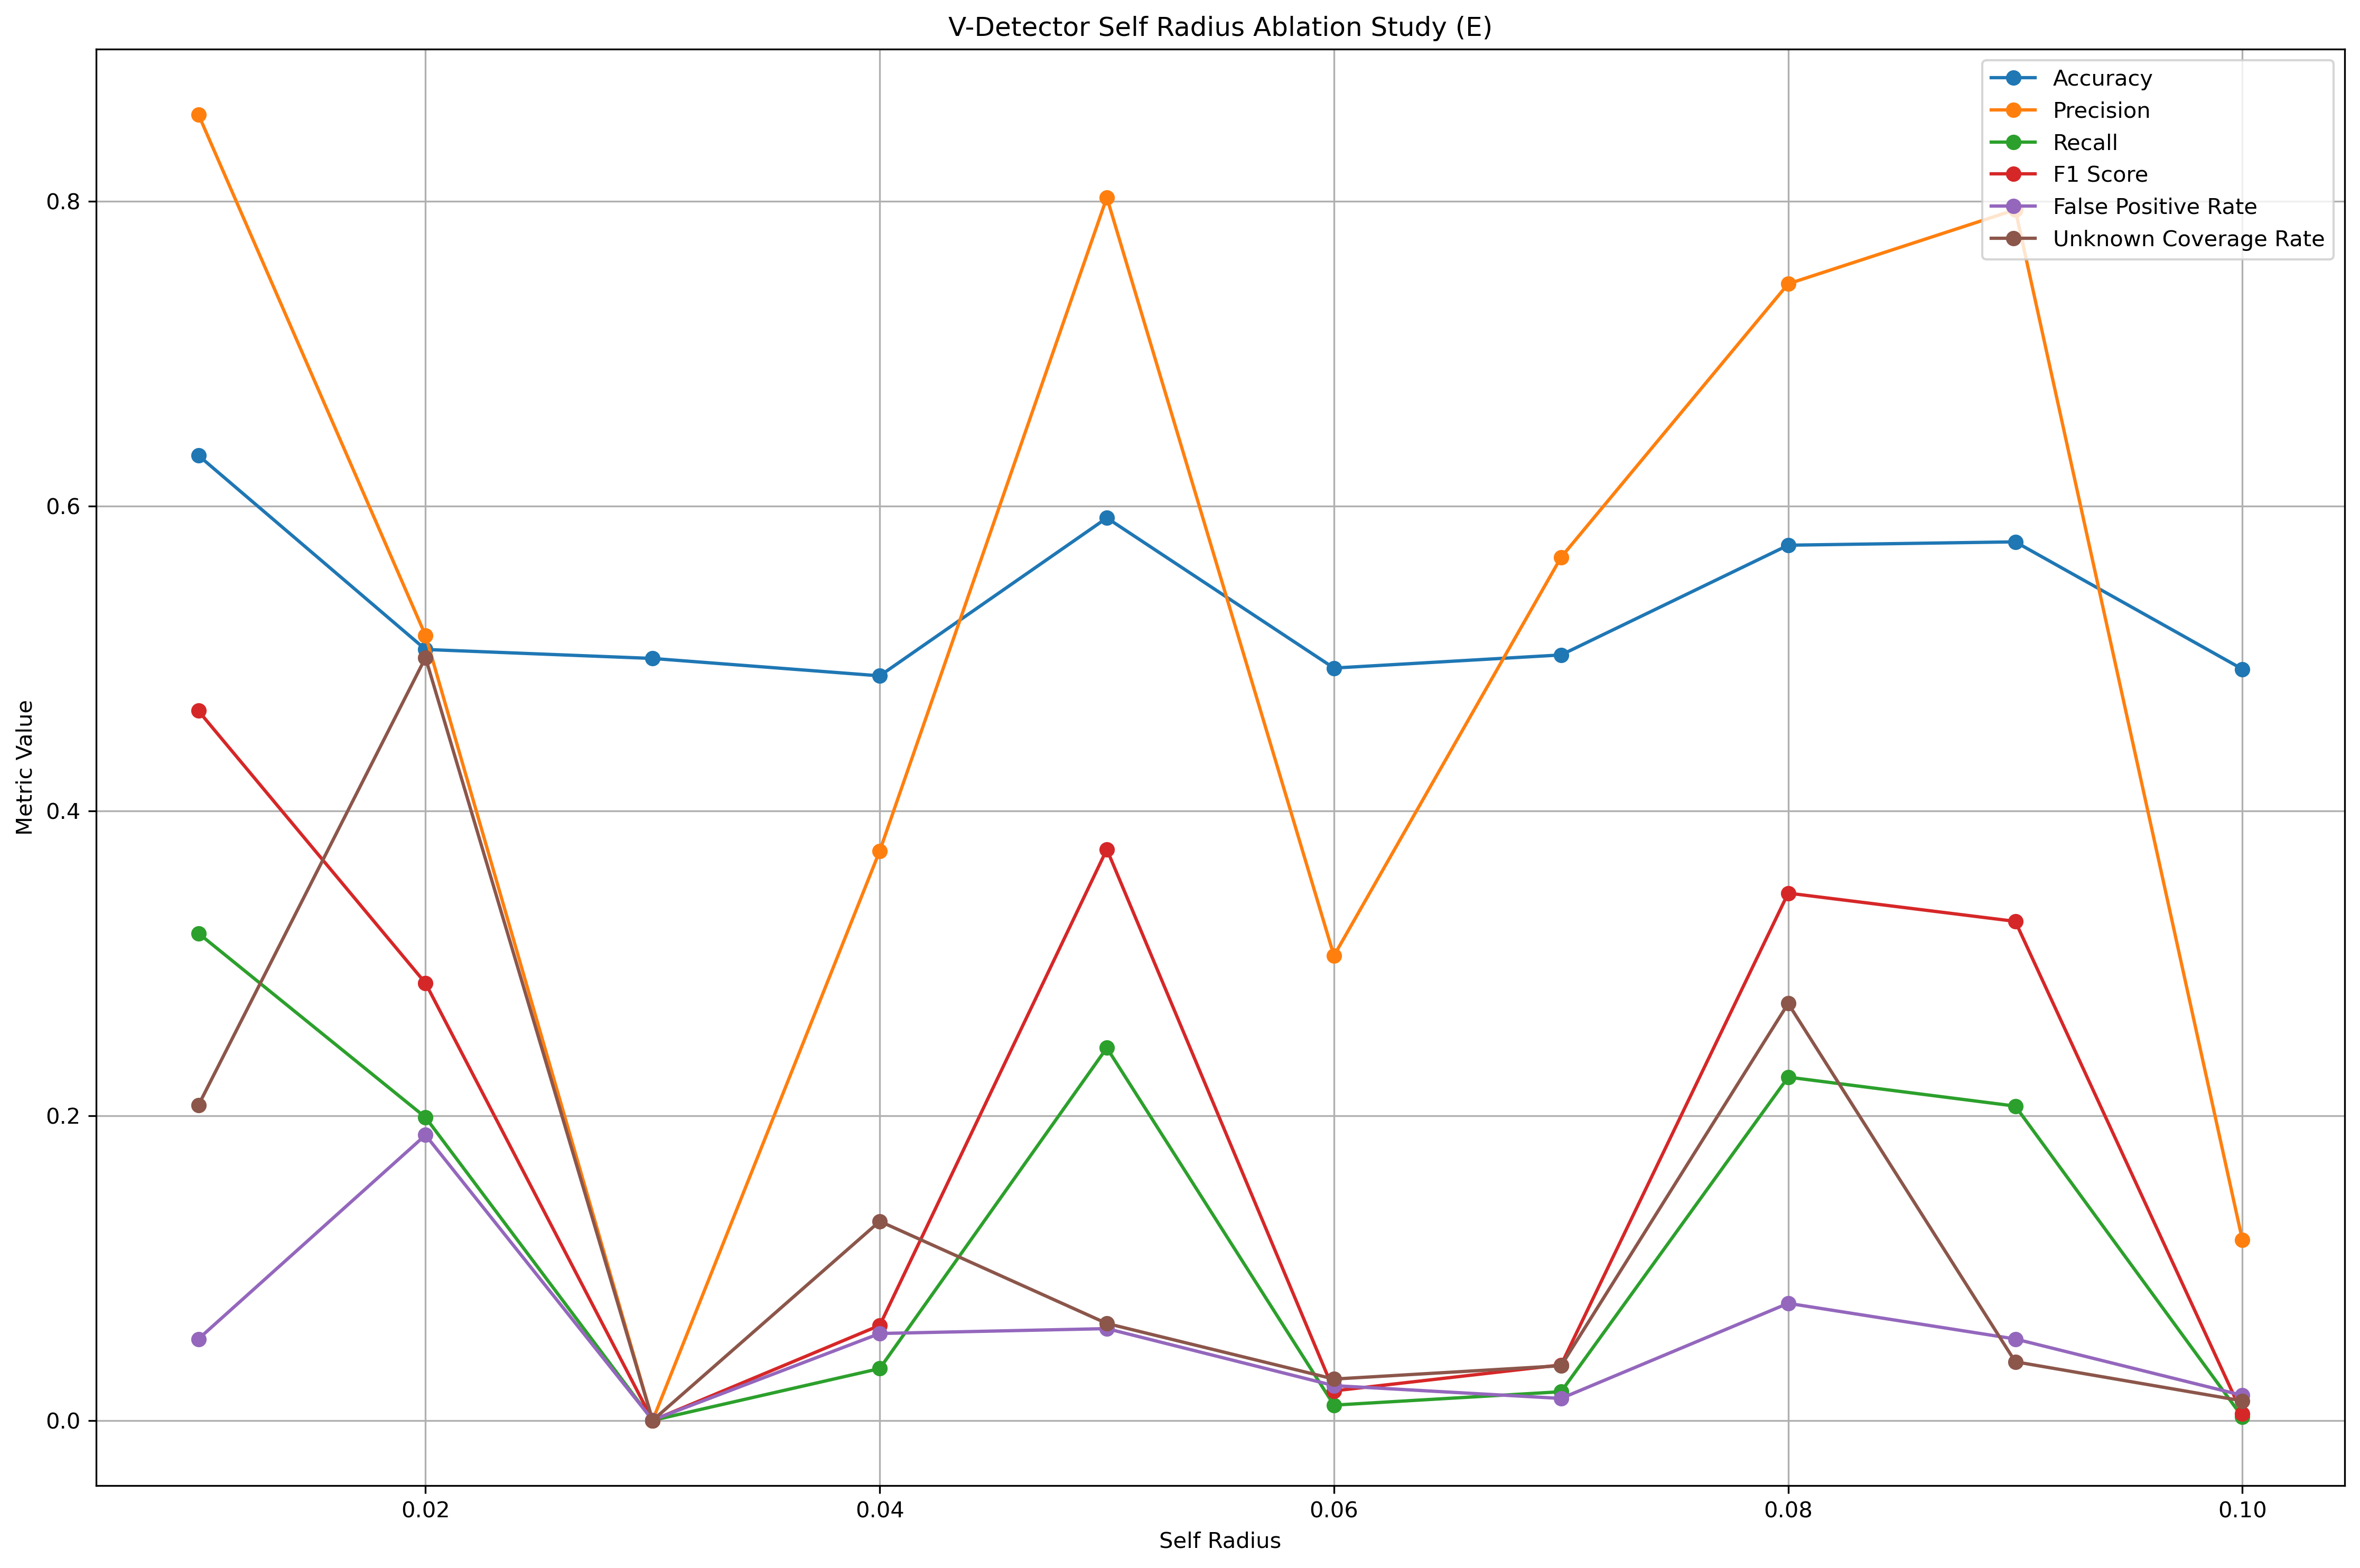 V-Detector Self Radius Ablation Study (E)
Accuracy
Precision
Recall
F1 Score
False Positive Rate
Unknown Coverage Rate
0.8
0.6
0.4
0.2
0.0
Metric Value
0.02
0.04
0.06
0.08
0.10
Self Radius